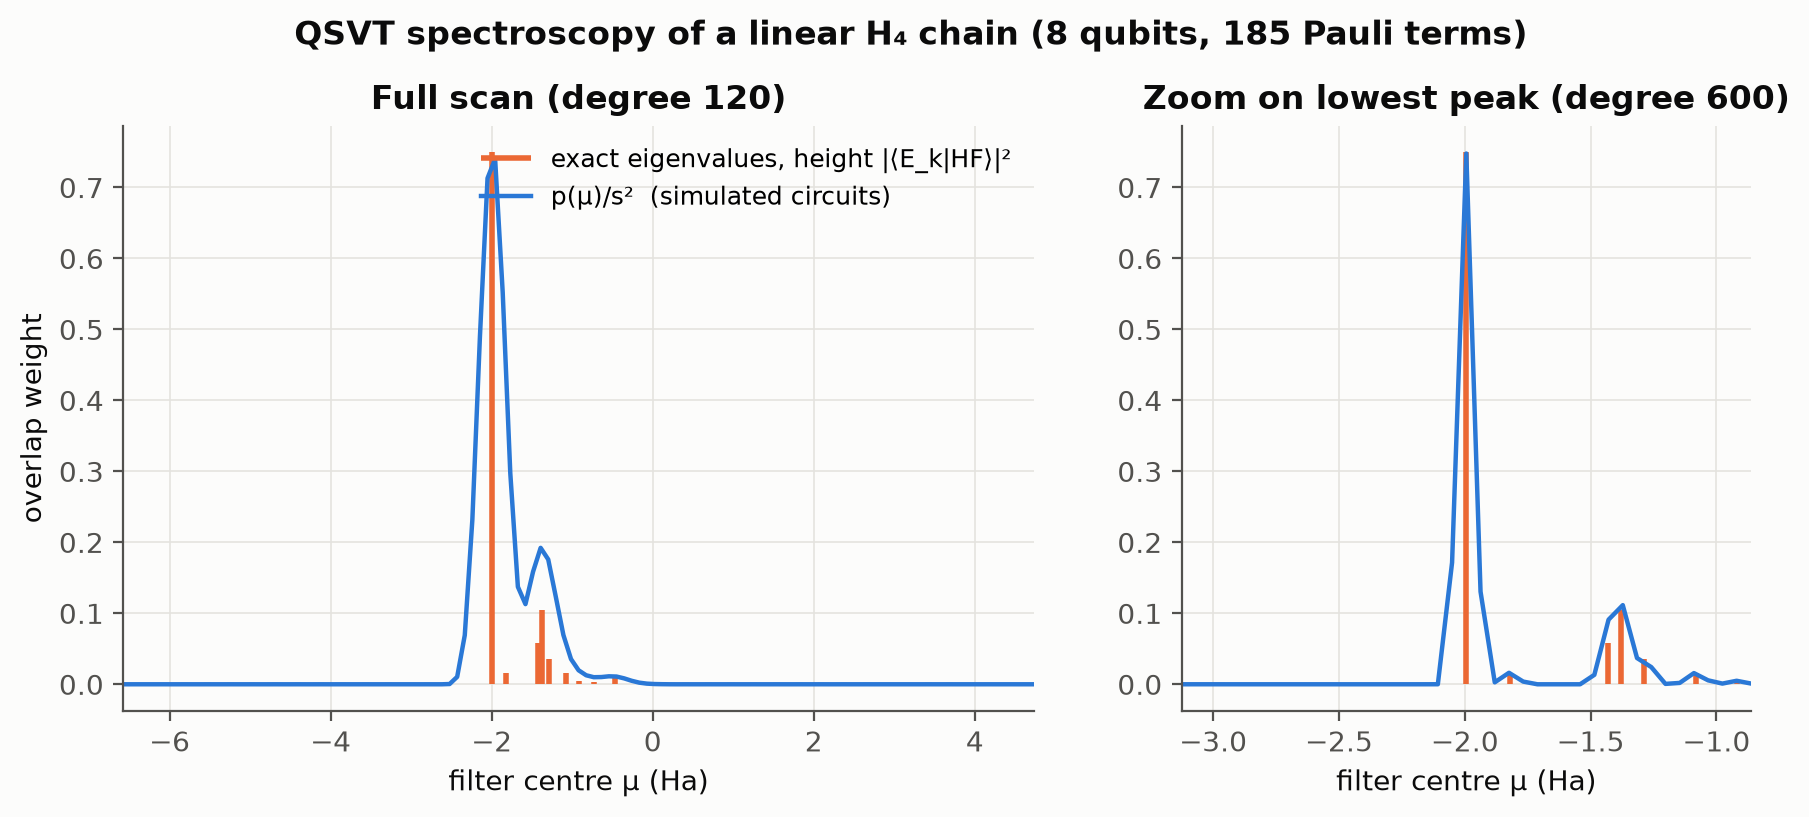 QSVT spectroscopy of a linear H₄ chain (8 qubits, 185 Pauli terms)
Full scan (degree 120)
exact eigenvalues, height |⟨E_k|HF⟩|²
p(μ)/s²  (simulated circuits)
overlap weight
0.7
0.6
0.5
0.4
0.3
0.2
0.1
0.0
−6 −4 −2 0 2 4
filter centre μ (Ha)
Zoom on lowest peak (degree 600)
0.7
0.6
0.5
0.4
0.3
0.2
0.1
0.0
−3.0 −2.5 −2.0 −1.5 −1.0
filter centre μ (Ha)